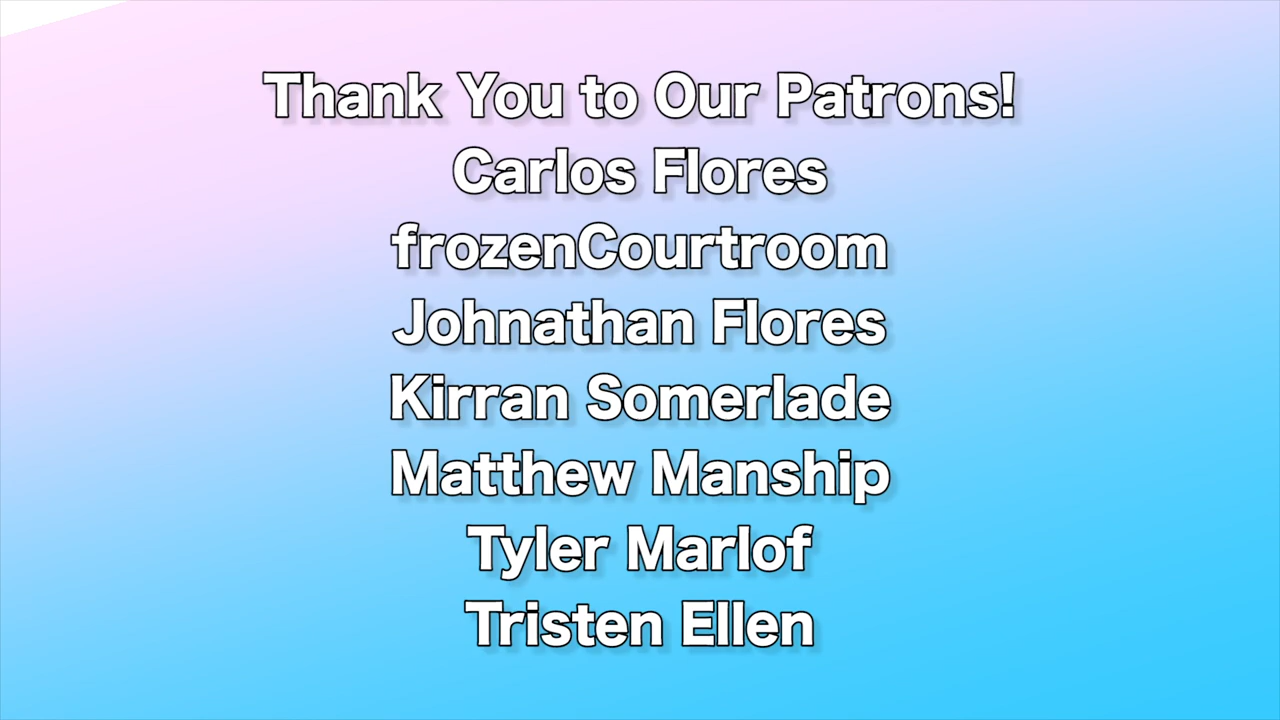 Thank You to Our Patrons!
Carlos Flores
frozenCourtroom
Johnathan Flores
Kirran Somerlade
Matthew Manship
Tyler Marlof
Tristen Ellen